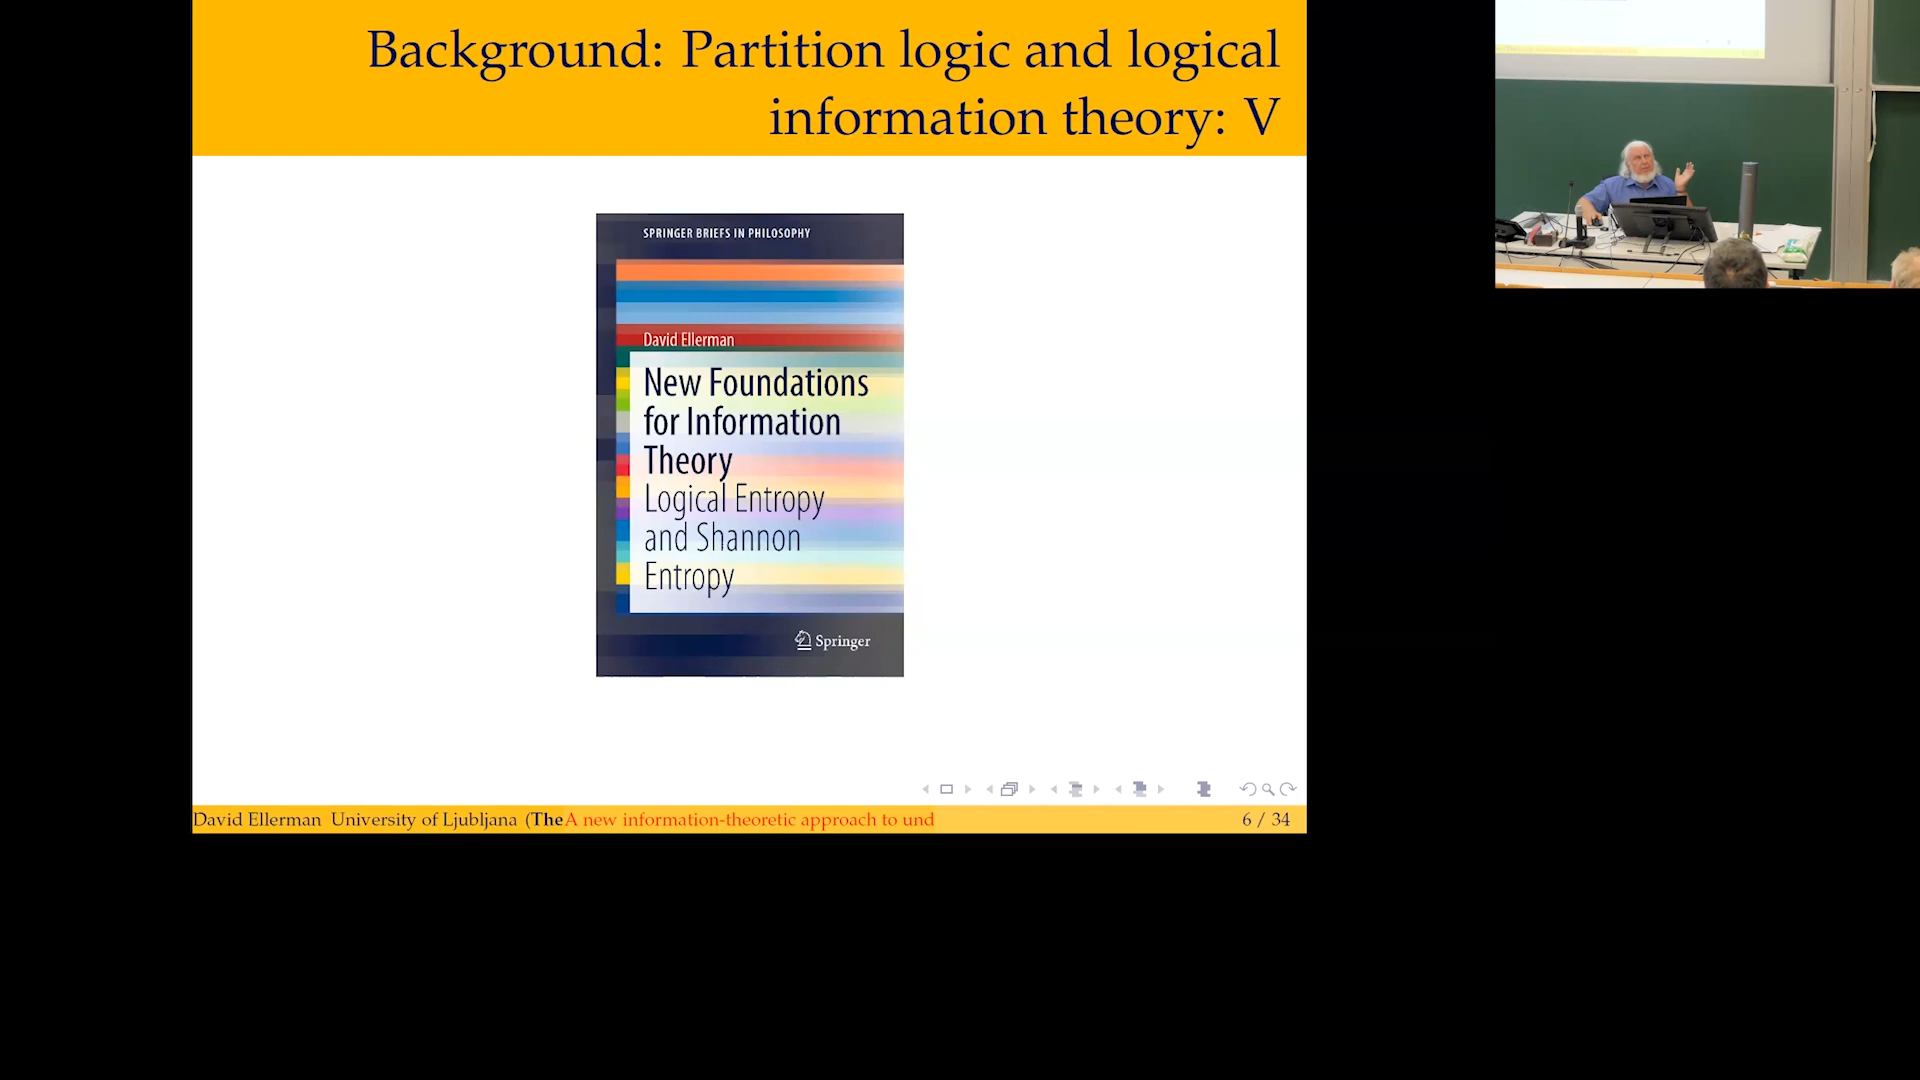 Background: Partition logic and logical
information theory: V
SPRINGER BRIEFS IN PHILOSOPHY
David Ellerman
New Foundations
for Information
Theory
Logical Entropy
and Shannon
Entropy
Springer
David Ellerman University of Ljubljana (TheA new information-theoretic approach to und
6 / 34